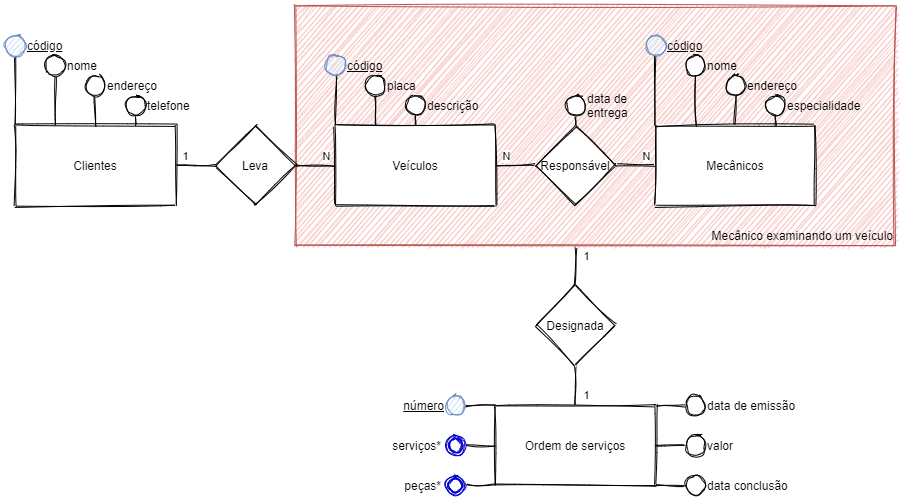 código
nome
endereço
telefone
Clientes
1
Leva
N
código
placa
descrição
Veículos
N
data de
entrega
Responsável
N
código
nome
endereço
especialidade
Mecânicos
Mecânico examinando um veículo
1
Designada
1
número
serviços*
peças*
Ordem de serviços
data de emissão
valor
data conclusão